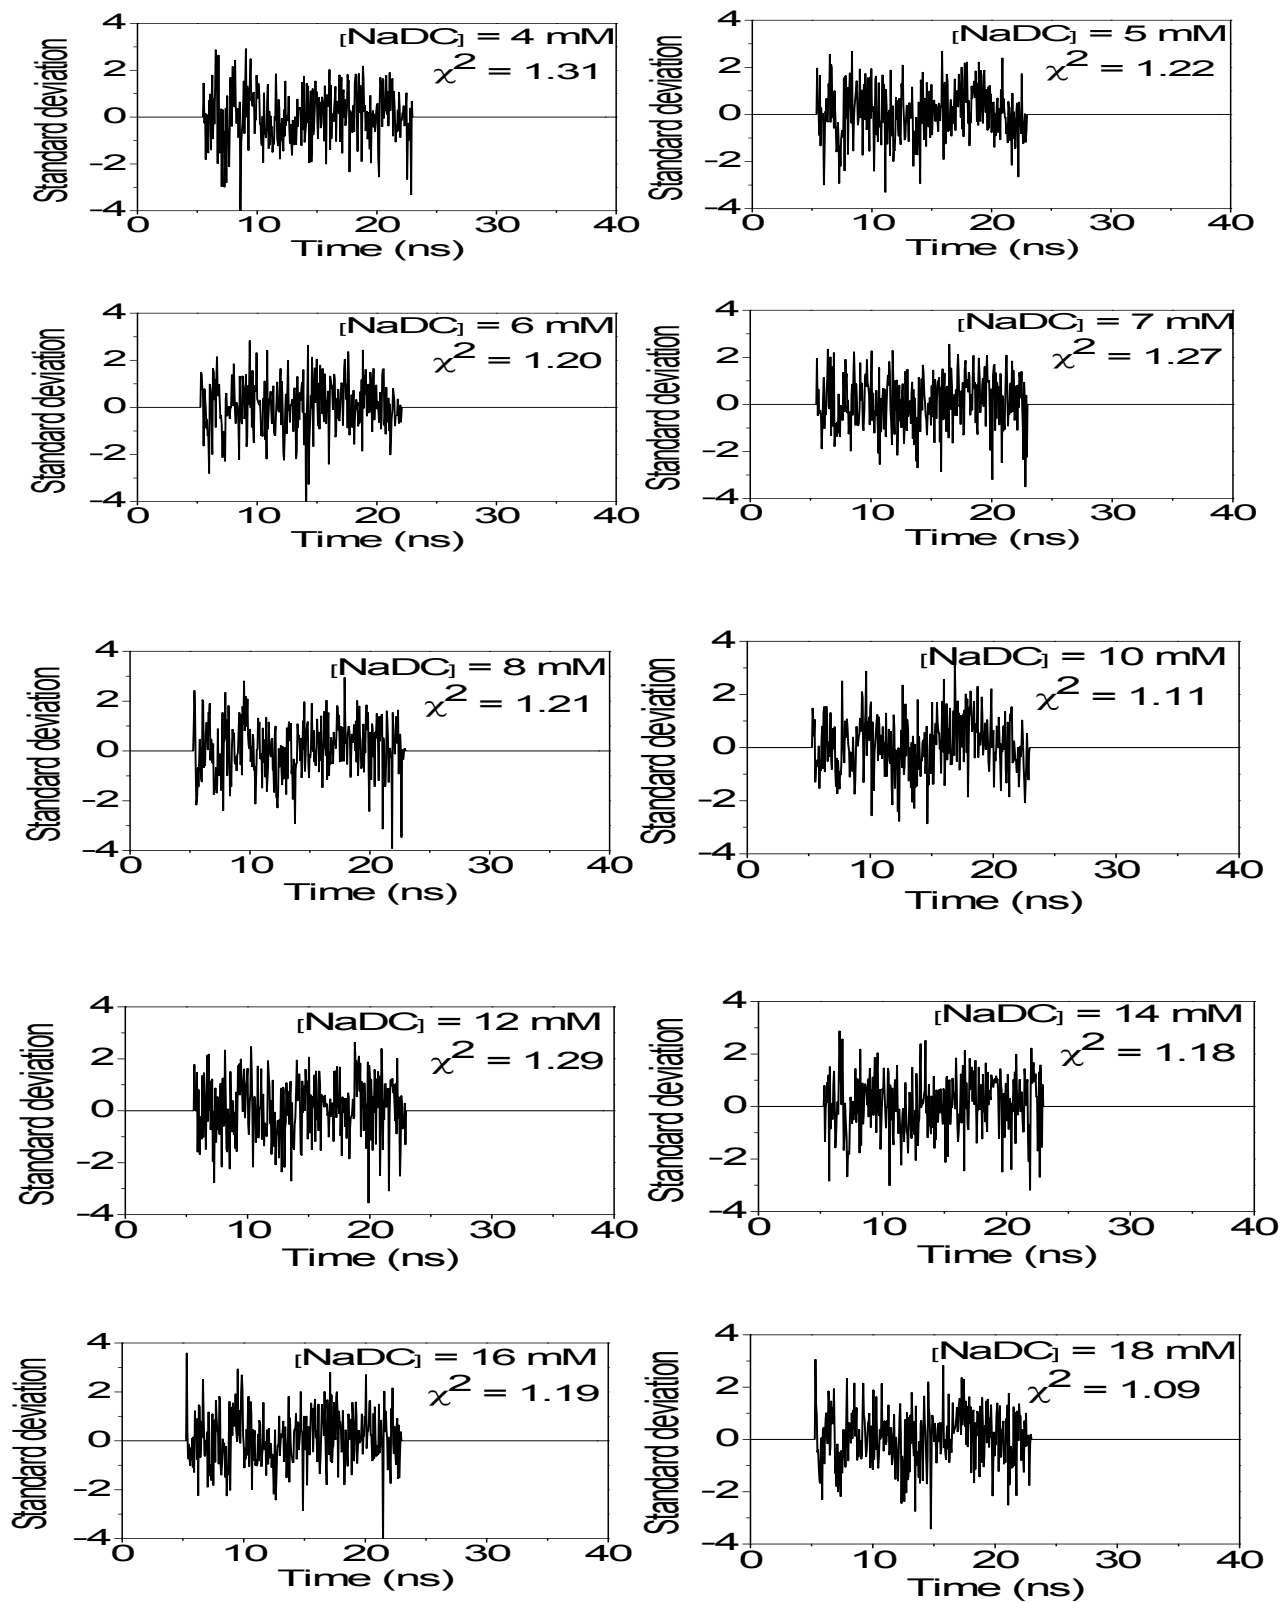 [NaDC] = 4 mM
χ2 = 1.31
Standard deviation
4
2
0
-2
-4
0 10 20 30 40
Time (ns)
[NaDC] = 5 mM
χ2 = 1.22
Standard deviation
4
2
0
-2
-4
0 10 20 30 40
Time (ns)
[NaDC] = 6 mM
χ2 = 1.20
Standard deviation
4
2
0
-2
-4
0 10 20 30 40
Time (ns)
[NaDC] = 7 mM
χ2 = 1.27
Standard deviation
4
2
0
-2
-4
0 10 20 30 40
Time (ns)
[NaDC] = 8 mM
χ2 = 1.21
Standard deviation
4
2
0
-2
-4
0 10 20 30 40
Time (ns)
[NaDC] = 10 mM
χ2 = 1.11
Standard deviation
4
2
0
-2
-4
0 10 20 30 40
Time (ns)
[NaDC] = 12 mM
χ2 = 1.29
Standard deviation
4
2
0
-2
-4
0 10 20 30 40
Time (ns)
[NaDC] = 14 mM
χ2 = 1.18
Standard deviation
4
2
0
-2
-4
0 10 20 30 40
Time (ns)
[NaDC] = 16 mM
χ2 = 1.19
Standard deviation
4
2
0
-2
-4
0 10 20 30 40
Time (ns)
[NaDC] = 18 mM
χ2 = 1.09
Standard deviation
4
2
0
-2
-4
0 10 20 30 40
Time (ns)